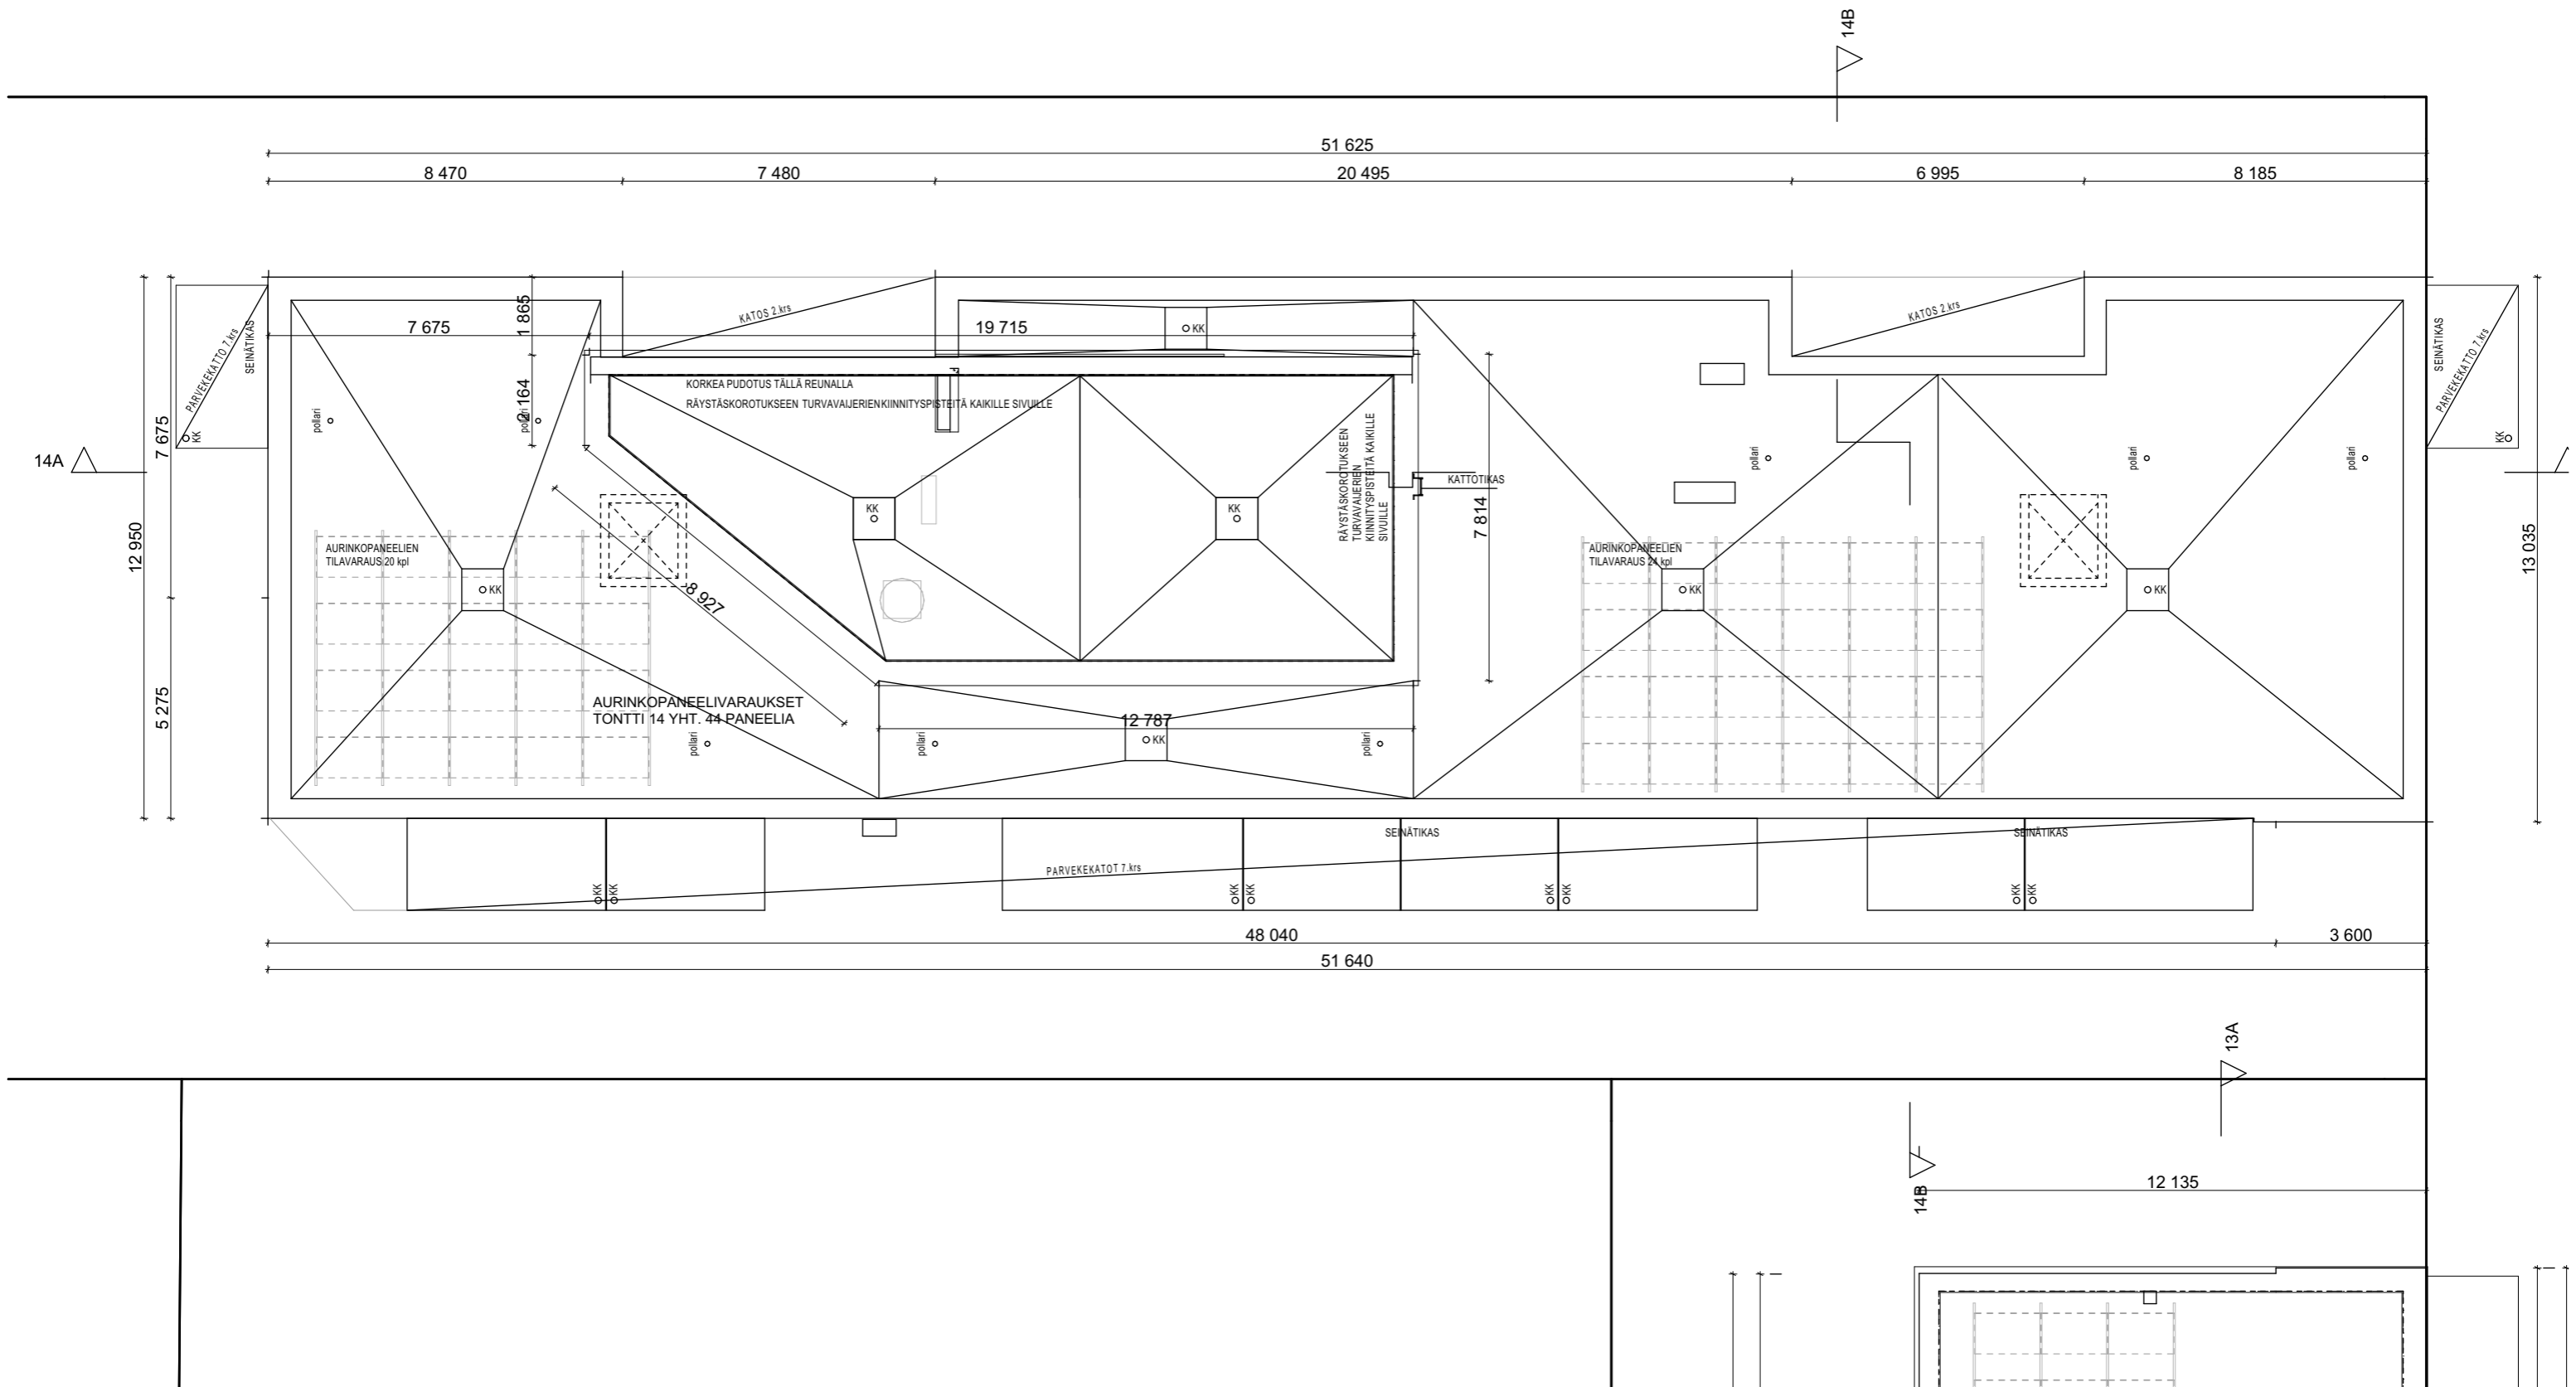 14B
51 625
8 470
7 480
20 495
6 995
8 185
PARVEKEKATTO 7.krs
SEINÄTIKAS
KK
7 675
1 865
KATOS 2.krs
19 715
KK
KATOS 2.krs
SEINÄTIKAS
PARVEKEKATTO 7.krs
KK
KORKEA PUDOTUS TÄLLÄ REUNALLA
RÄYSTÄSKOROTUKSEEN TURVAVAIJERIEN KIINNITYSPISTEITÄ KAIKILLE SIVUILLE
2 164
pollari
pollari
7 675
12 950
5 275
14A
RÄYSTÄSKOROTUKSEEN
TURVAVAIJERIEN
KIINNITYSPISTEITÄ KAIKILLE
SIVUILLE
KATTOTIKAS
7 814
pollari
pollari
pollari
13 035
KK
KK
AURINKOPANEELIEN
TILAVARAUS 20 kpl
AURINKOPANEELIEN
TILAVARAUS 24 kpl
KK
8 927
KK
KK
AURINKOPANEELIVARAUKSET
TONTTI 14 YHT. 44 PANEELIA
12 787
KK
pollari
pollari
pollari
SEINÄTIKAS
SEINÄTIKAS
PARVEKEKATOT 7.krs
KK
KK
KK
KK
KK
KK
KK
KK
48 040
3 600
51 640
13A
14B
12 135